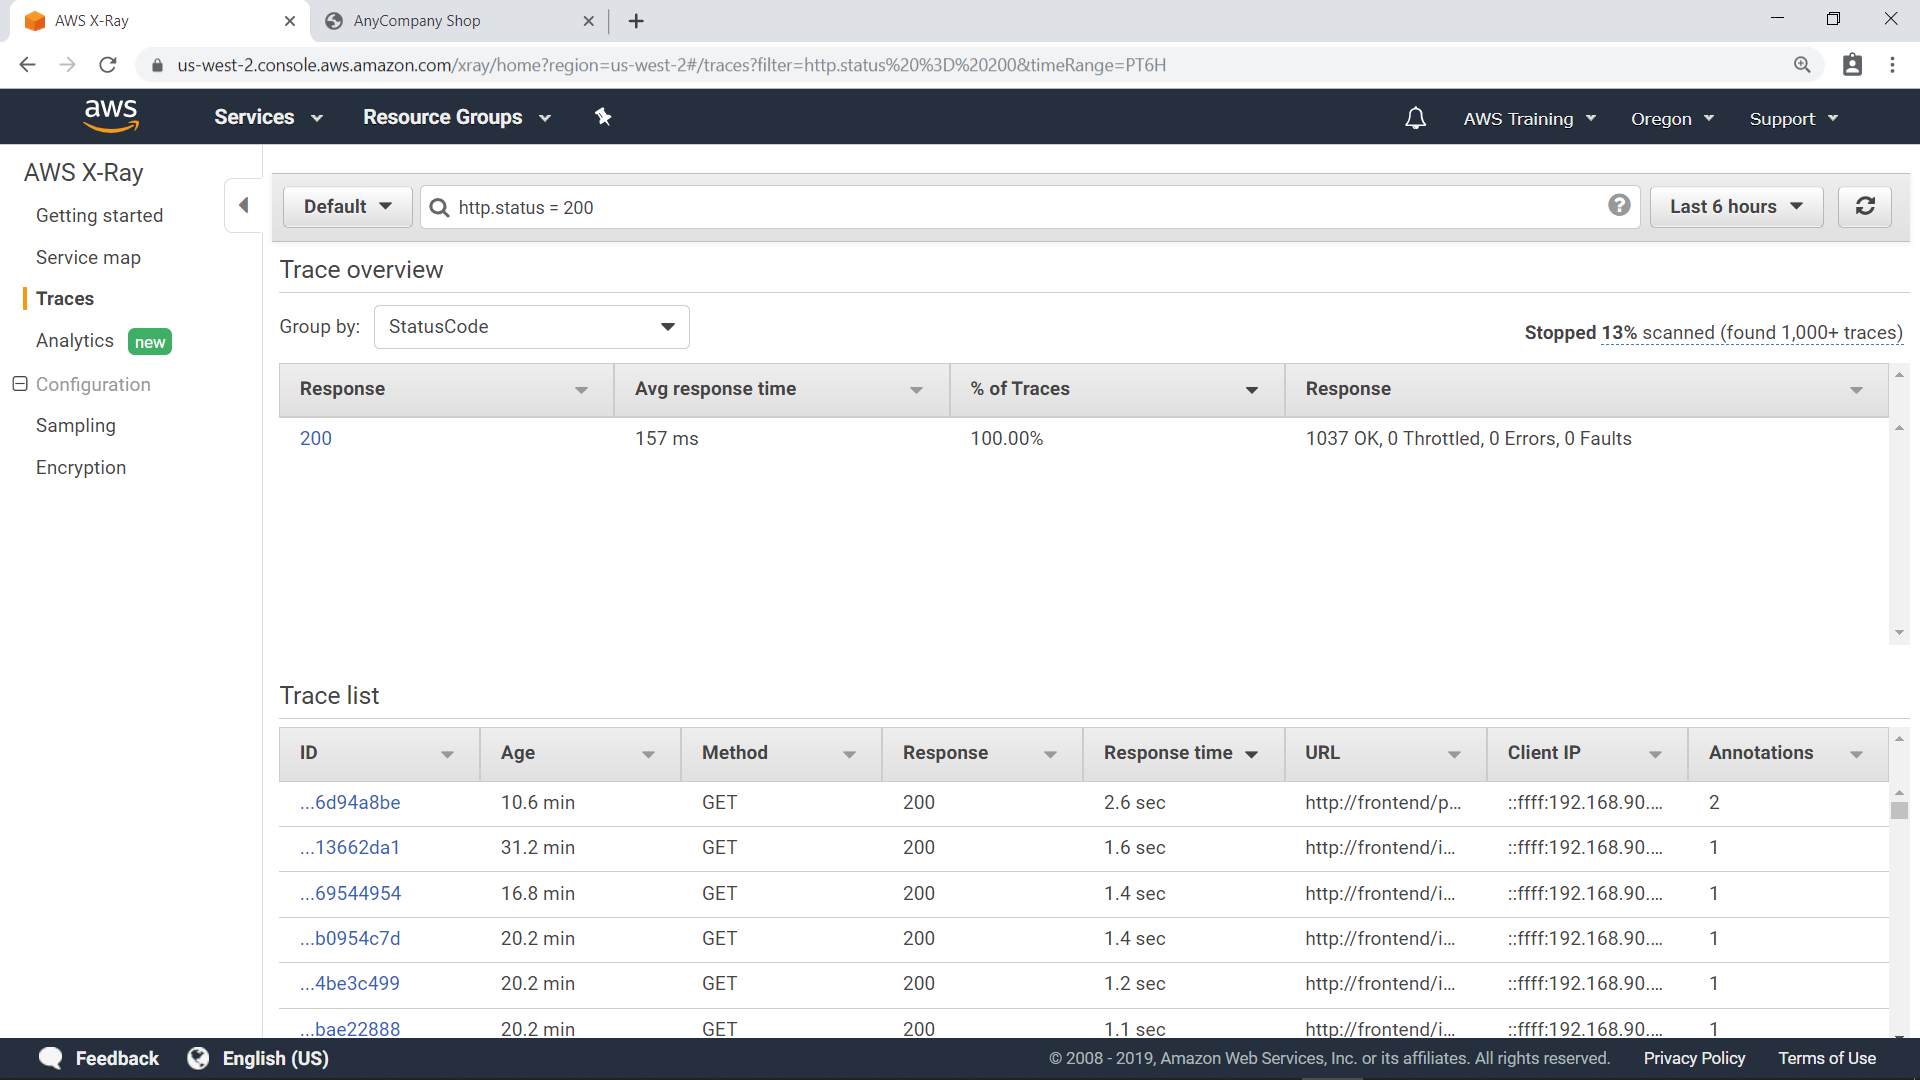 AWS X-Ray
AnyCompany Shop
us-west-2.console.aws.amazon.com/xray/home?region=us-west-2#/traces?filter=http.status%20%3D%20200&timeRange=PT6H
aws
Services
Resource Groups
AWS Training
Oregon
Support
AWS X-Ray
Getting started
Service map
Traces
Analytics new
Configuration
Sampling
Encryption
Default
http.status = 200
?
Last 6 hours
Trace overview
Group by: StatusCode
Stopped 13% scanned (found 1,000+ traces)
Response Avg response time % of Traces Response
200 157 ms 100.00% 1037 OK, 0 Throttled, 0 Errors, 0 Faults
Trace list
ID Age Method Response Response time URL Client IP Annotations
...6d94a8be 10.6 min GET 200 2.6 sec http://frontend/p... ::ffff:192.168.90.... 2
...13662da1 31.2 min GET 200 1.6 sec http://frontend/i... ::ffff:192.168.90.... 1
...69544954 16.8 min GET 200 1.4 sec http://frontend/i... ::ffff:192.168.90.... 1
...b0954c7d 20.2 min GET 200 1.4 sec http://frontend/i... ::ffff:192.168.90.... 1
...4be3c499 20.2 min GET 200 1.2 sec http://frontend/i... ::ffff:192.168.90.... 1
...bae22888 20.2 min GET 200 1.1 sec http://frontend/i... ::ffff:192.168.90.... 1
Feedback
English (US)
© 2008 - 2019, Amazon Web Services, Inc. or its affiliates. All rights reserved.
Privacy Policy
Terms of Use